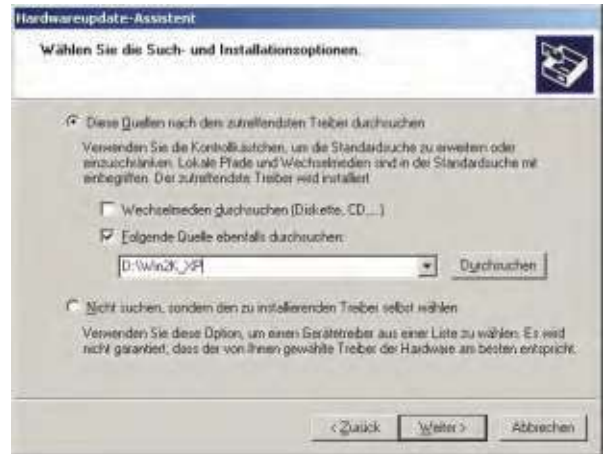 Hardwareupdate-Assistent
Wählen Sie die Such- und Installationsoptionen.
Diese Quellen nach dem zutreffendsten Treiber durchsuchen
Verwenden Sie die Kontrollkästchen, um die Standardsuche zu erweitern oder
einzuschränken. Lokale Pfade und Wechselmedien sind in der Standardsuche mit
einbegriffen. Der zutreffendste Treiber wird installiert.
Wechselmedien durchsuchen (Diskette, CD,...)
Folgende Quelle ebenfalls durchsuchen:
D:\Win2K_XP
Durchsuchen
Nicht suchen, sondern den zu installierenden Treiber selbst wählen
Verwenden Sie diese Option, um einen Gerätetreiber aus einer Liste zu wählen. Es wird
nicht garantiert, dass der von Ihnen gewählte Treiber der Hardware am besten entspricht.
< Zurück Weiter > Abbrechen